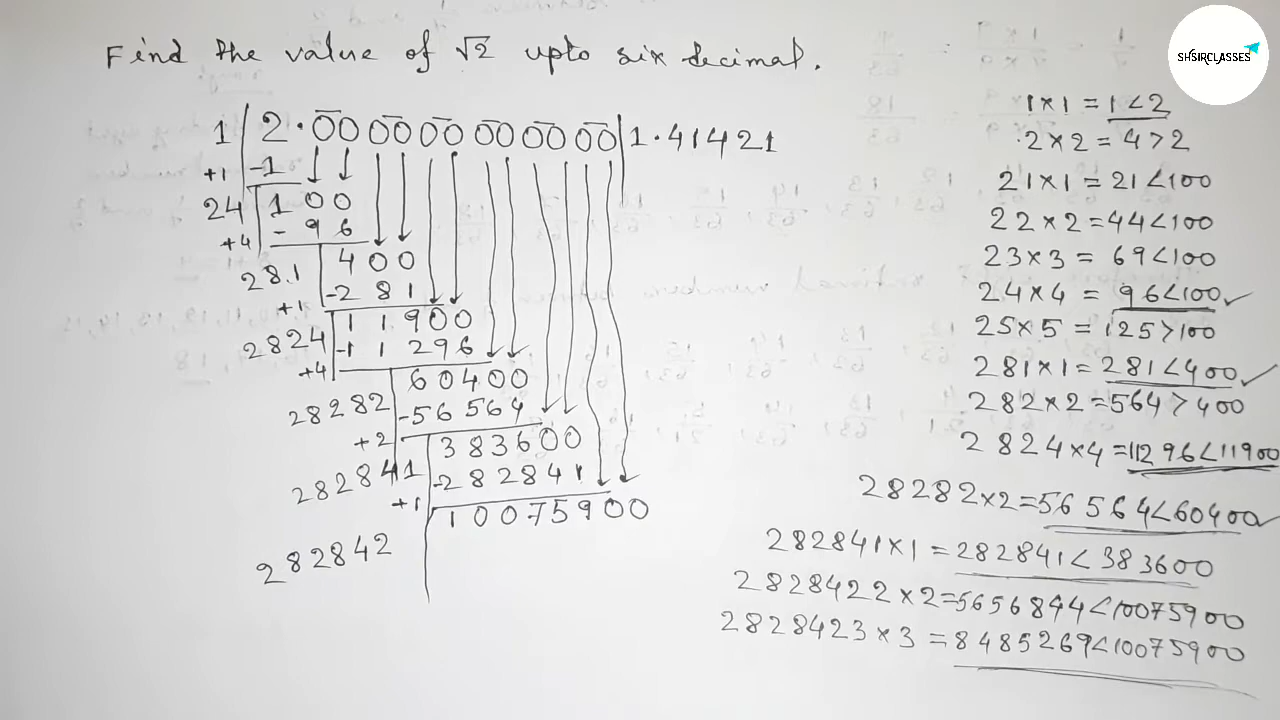 Find the value of √2 upto six decimal.
SHSIRCLASSES
1 2.00 00 00 00 00 00 1.41421
+1 -1
24 100
+4 -96
28.1 400
+1 -281
2824 11900
+4 -11296
28282 60400
+2 -56564
282841 383600
+1 -282841
10075900
282842
1×1 = 1<2
2×2 = 4>2
21×1 = 21<100
22×2=44<100
23×3 = 69<100
24×4 = 96<100✓
25×5 = 125>100
281×1=281<400✓
282×2=564>400
2824×4=11296<11900
28282×2=56564<60400✓
282841×1=282841<383600
2828422×2=5656844<10075900
2828423×3=8485269<10075900